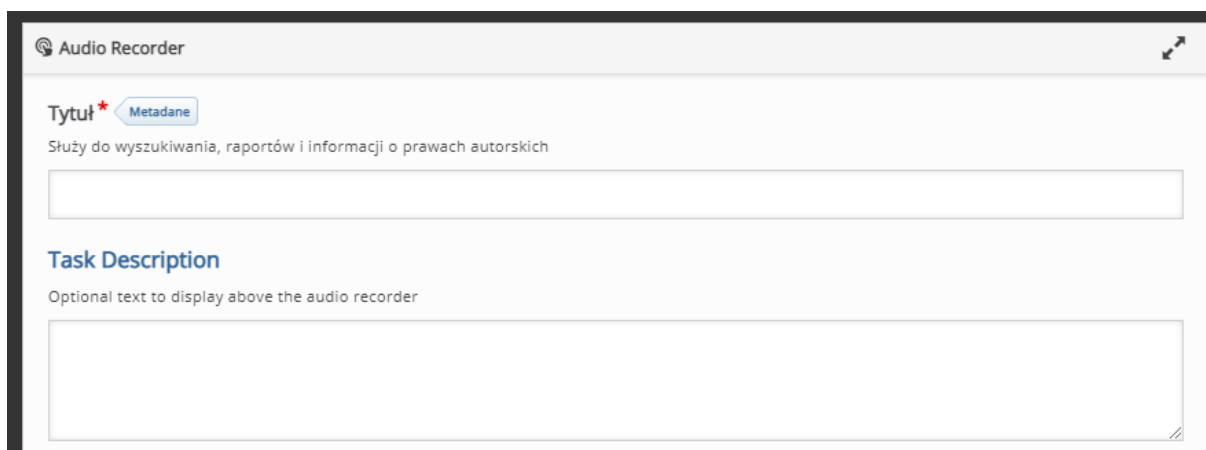 Audio Recorder
Tytuł * Metadane
Służy do wyszukiwania, raportów i informacji o prawach autorskich
Task Description
Optional text to display above the audio recorder